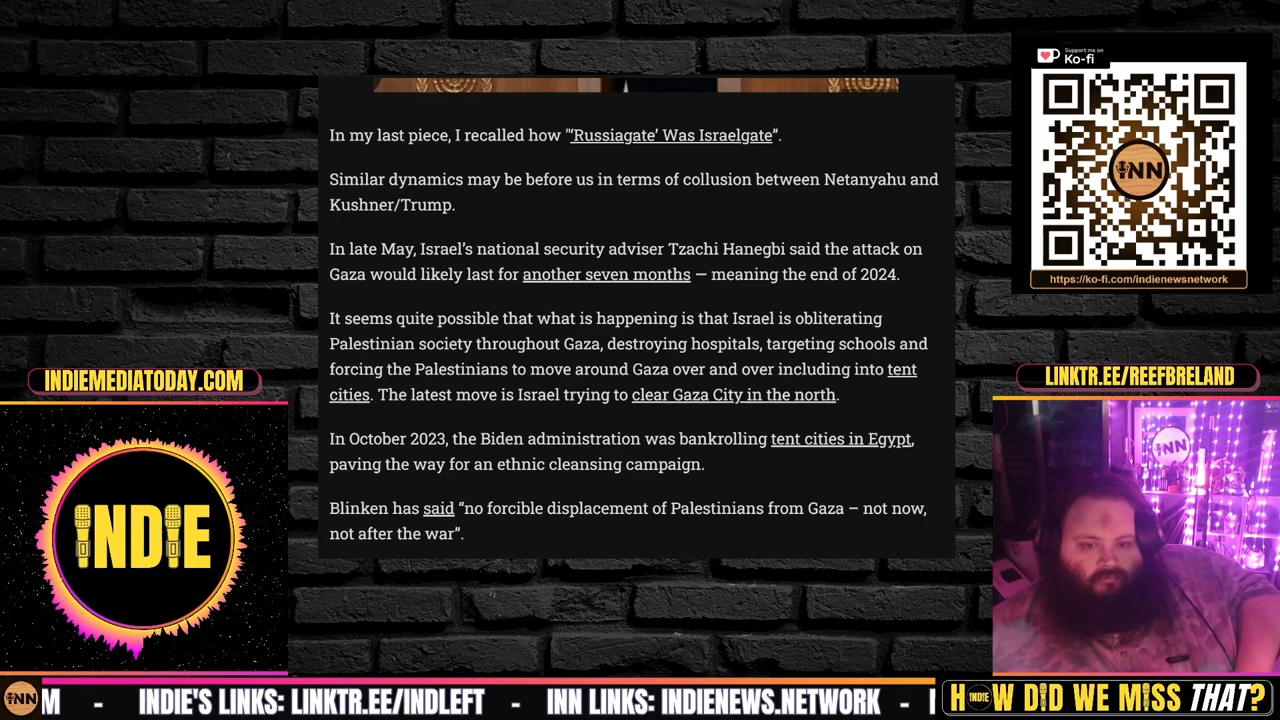 Support me on
Ko-fi
iNN
https://ko-fi.com/indienewsnetwork
In my last piece, I recalled how "‘Russiagate’ Was Israelgate”.
Similar dynamics may be before us in terms of collusion between Netanyahu and
Kushner/Trump.
In late May, Israel’s national security adviser Tzachi Hanegbi said the attack on
Gaza would likely last for another seven months — meaning the end of 2024.
It seems quite possible that what is happening is that Israel is obliterating
Palestinian society throughout Gaza, destroying hospitals, targeting schools and
forcing the Palestinians to move around Gaza over and over including into tent
cities. The latest move is Israel trying to clear Gaza City in the north.
In October 2023, the Biden administration was bankrolling tent cities in Egypt,
paving the way for an ethnic cleansing campaign.
Blinken has said “no forcible displacement of Palestinians from Gaza – not now,
not after the war”.
INDIEMEDIATODAY.COM
INDIE
LINKTR.EE/REEFBRELAND
INN
iNN
M - INDIE'S LINKS: LINKTR.EE/INDLEFT - NN LINKS: INDIENEWS.NETWORK -
HOW DID WE MISS THAT?